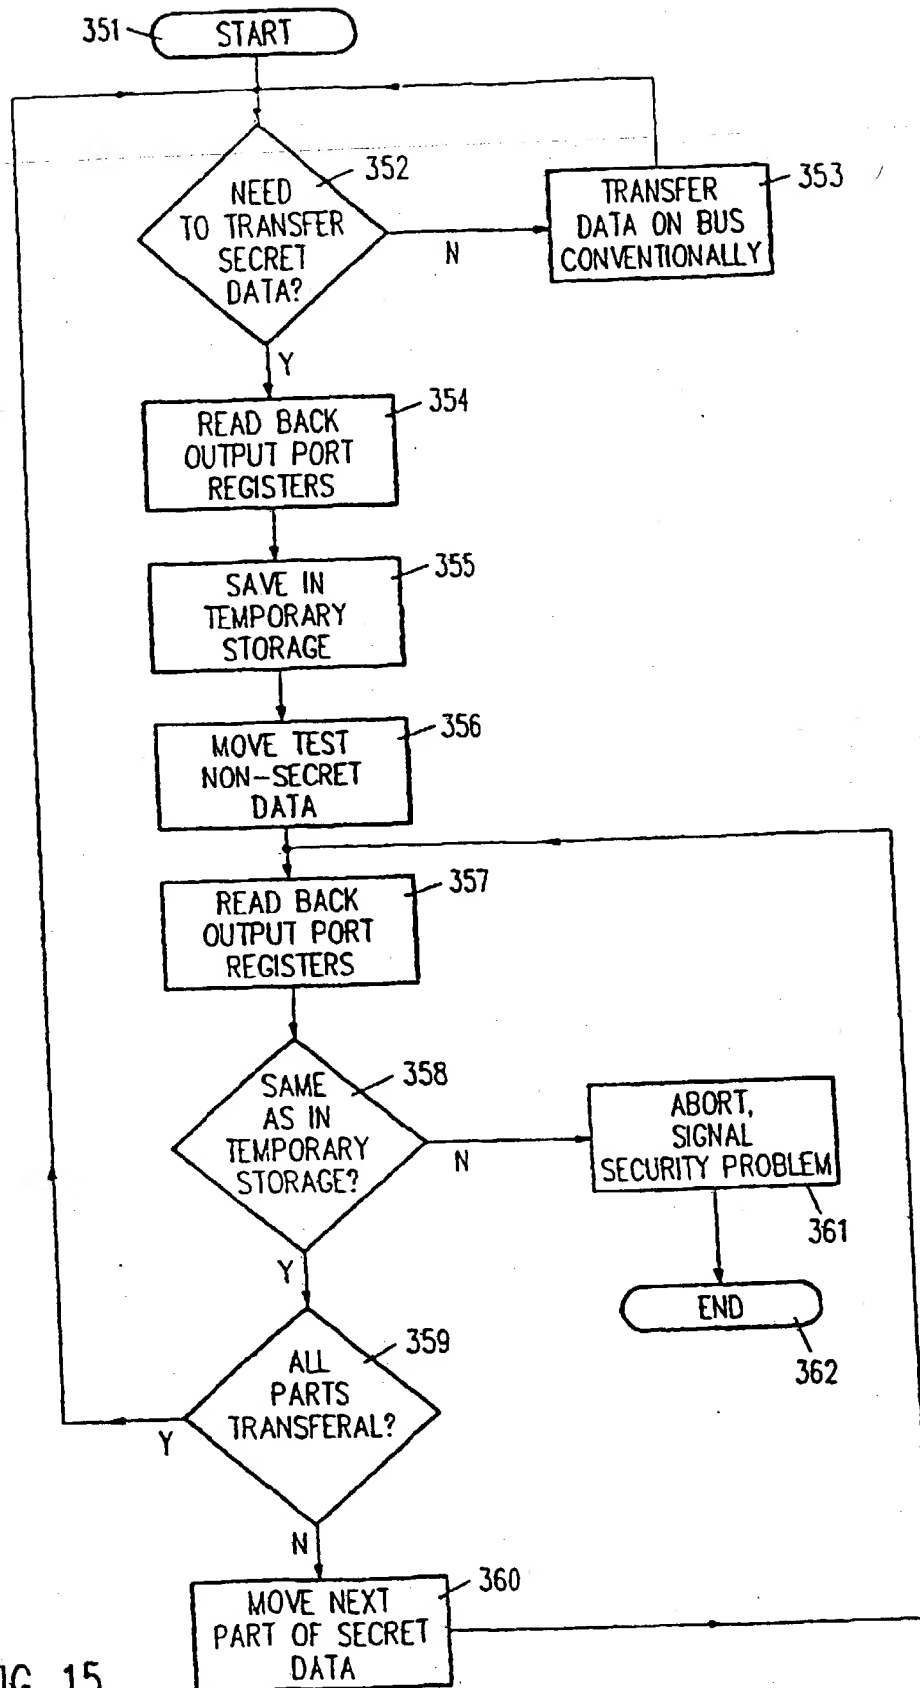 351
START
352
NEED
TO TRANSFER
SECRET
DATA?
N
353
TRANSFER
DATA ON BUS
CONVENTIONALLY
Y
354
READ BACK
OUTPUT PORT
REGISTERS
355
SAVE IN
TEMPORARY
STORAGE
356
MOVE TEST
NON-SECRET
DATA
357
READ BACK
OUTPUT PORT
REGISTERS
358
SAME
AS IN
TEMPORARY
STORAGE?
N
ABORT,
SIGNAL
SECURITY PROBLEM
361
Y
END
362
359
ALL
PARTS
TRANSFERAL?
Y
N
360
MOVE NEXT
PART OF SECRET
DATA
IG. 15